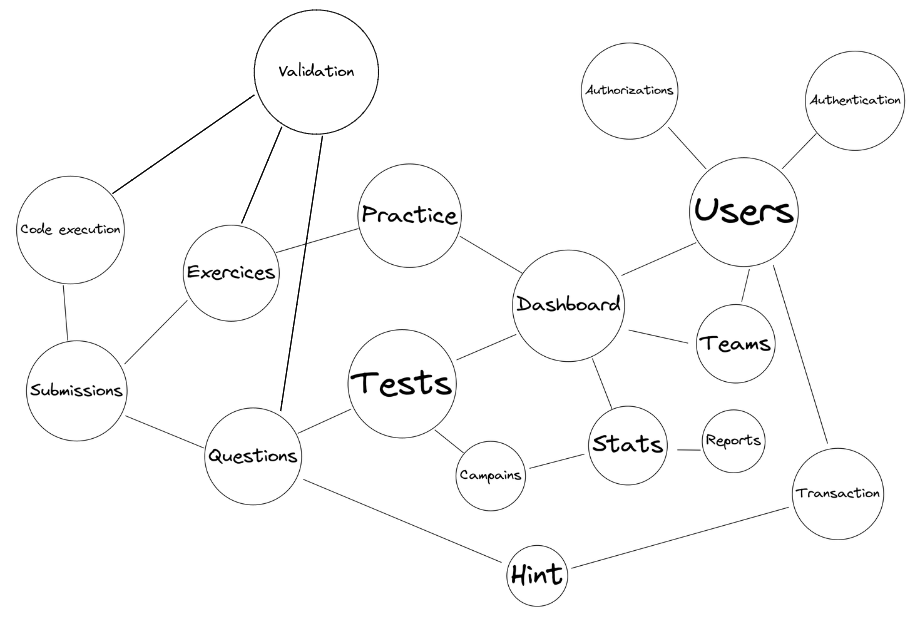 Validation
Authorizations
Authentication
Users
Practice
Code execution
Exercices
Dashboard
Teams
Tests
Submissions
Stats
Reports
Questions
Campains
Transaction
Hint